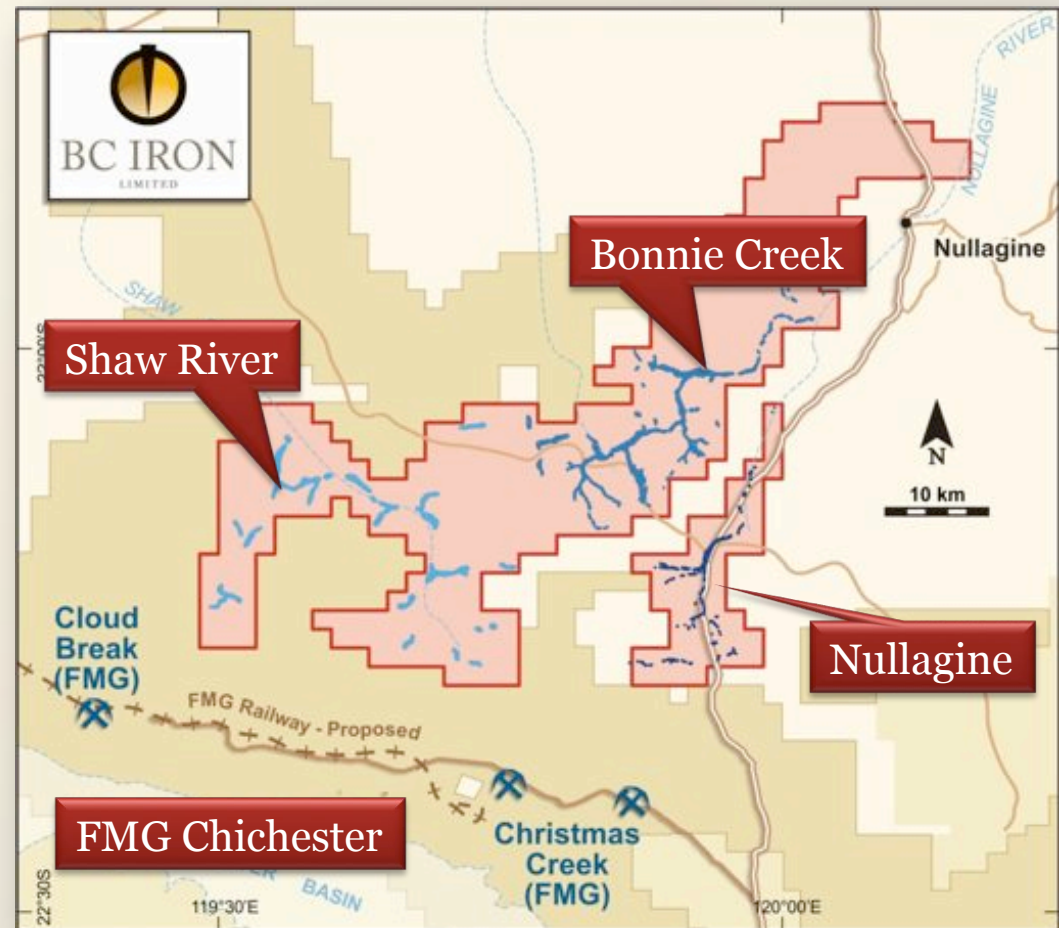 BC IRON
LIMITED
RIVER
NULLAGINE
Nullagine
Bonnie Creek
SHAW
Shaw River
22°00'S
N
10 km
Nullagine
Cloud
Break
(FMG)
FMG Railway - Proposed
FMG Chichester
Christmas
Creek
(FMG)
BASIN
22°30'S
119°30'E
120°00'E